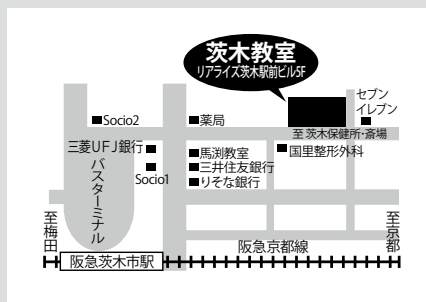 茨木教室
リアライズ茨木駅前ビル5F
セブン
イレブン
Socio2
薬局
至 茨木保健所・斎場
三菱UFJ銀行
馬渕教室
国里整形外科
Socio1
三井住友銀行
りそな銀行
バスターミナル
至梅田
至京都
阪急京都線
阪急茨木市駅